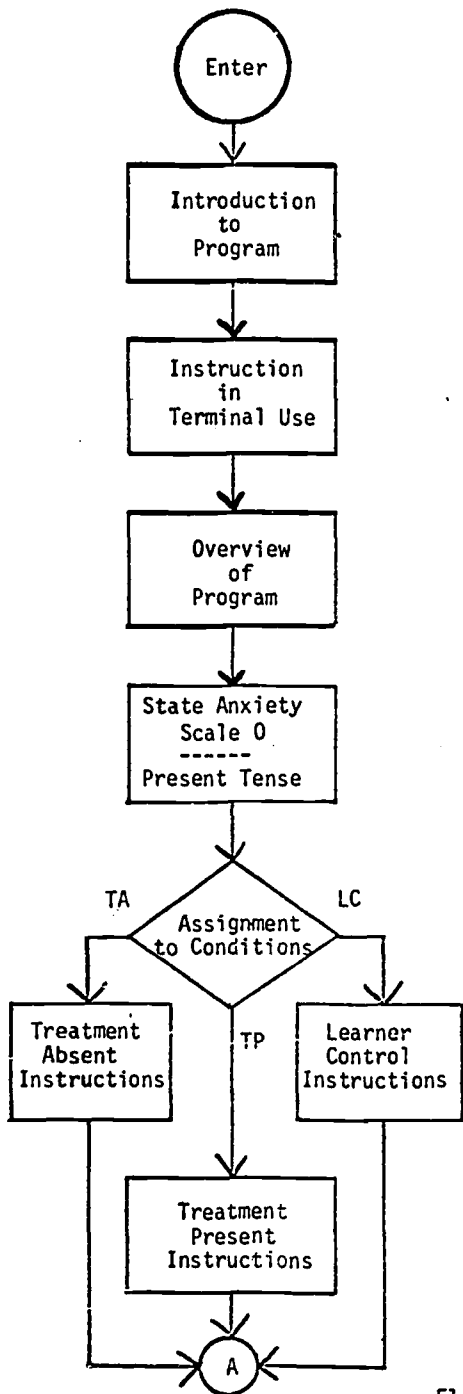 Enter
Introduction
to
Program
Instruction
in
Terminal Use
Overview
of
Program
State Anxiety
Scale 0
------
Present Tense
TA
LC
Assignment
to Conditions
Treatment
Absent
Instructions
TP
Learner
Control
Instructions
Treatment
Present
Instructions
A